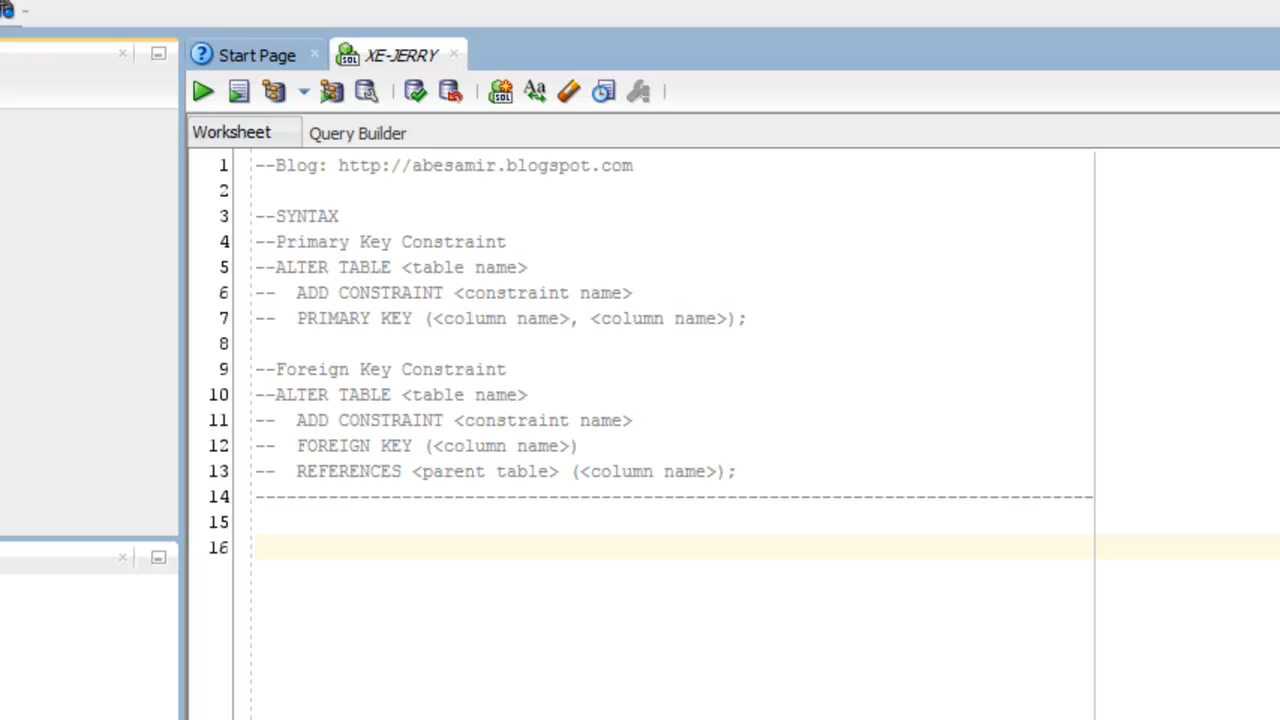 Start Page
XE-JERRY
Worksheet
Query Builder
1 --Blog: http://abesamir.blogspot.com
2
3 --SYNTAX
4 --Primary Key Constraint
5 --ALTER TABLE <table name>
6 --  ADD CONSTRAINT <constraint name>
7 --  PRIMARY KEY (<column name>, <column name>);
8
9 --Foreign Key Constraint
10 --ALTER TABLE <table name>
11 --  ADD CONSTRAINT <constraint name>
12 --  FOREIGN KEY (<column name>)
13 --  REFERENCES <parent table> (<column name>);
14 --------------------------------------------------------------------------------
15
16